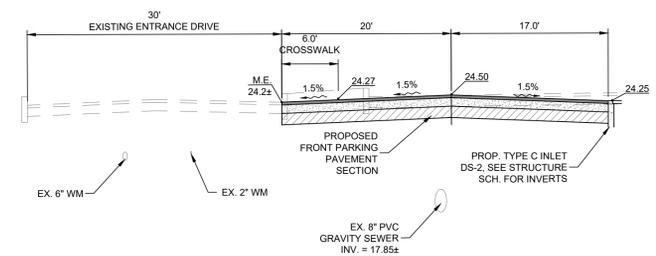 30'
EXISTING ENTRANCE DRIVE
20'
17.0'
6.0'
CROSSWALK
M.E.
24.2±
1.5%
24.27
1.5%
24.50
1.5%
24.25
PROPOSED
FRONT PARKING
PAVEMENT
SECTION
PROP. TYPE C INLET
DS-2, SEE STRUCTURE
SCH. FOR INVERTS
EX. 6" WM
EX. 2" WM
EX. 8" PVC
GRAVITY SEWER
INV. = 17.85±